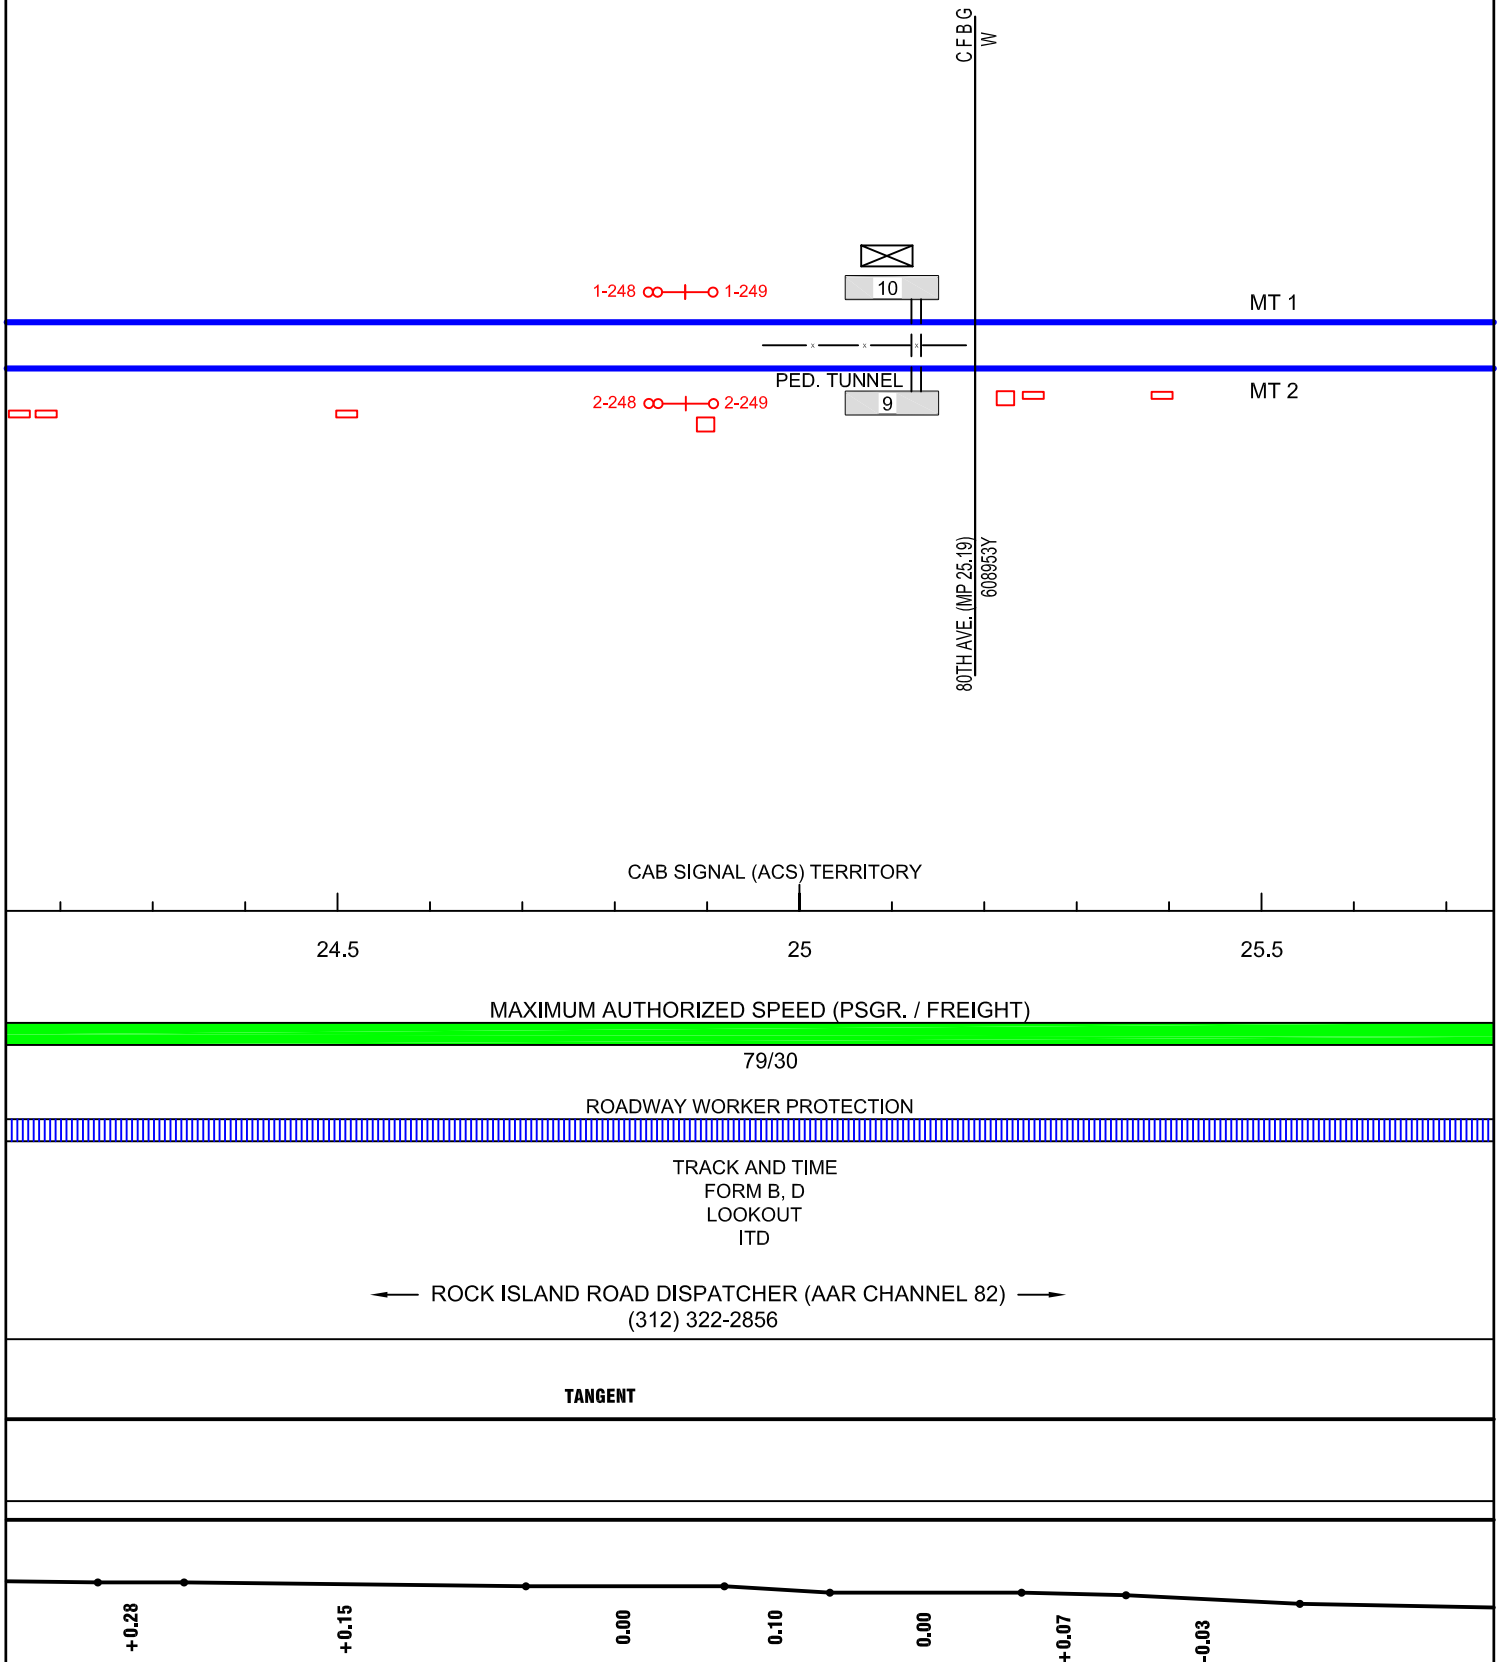 C F B G
W
10
1-248
1-249
MT 1
PED. TUNNEL
MT 2
2-248
2-249
9
80TH AVE. (MP 25.19)
608953Y
CAB SIGNAL (ACS) TERRITORY
24.5
25
25.5
MAXIMUM AUTHORIZED SPEED (PSGR. / FREIGHT)
79/30
ROADWAY WORKER PROTECTION
TRACK AND TIME
FORM B, D
LOOKOUT
ITD
ROCK ISLAND ROAD DISPATCHER (AAR CHANNEL 82)
(312) 322-2856
TANGENT
+0.28
+0.15
0.00
0.10
0.00
+0.07
-0.03